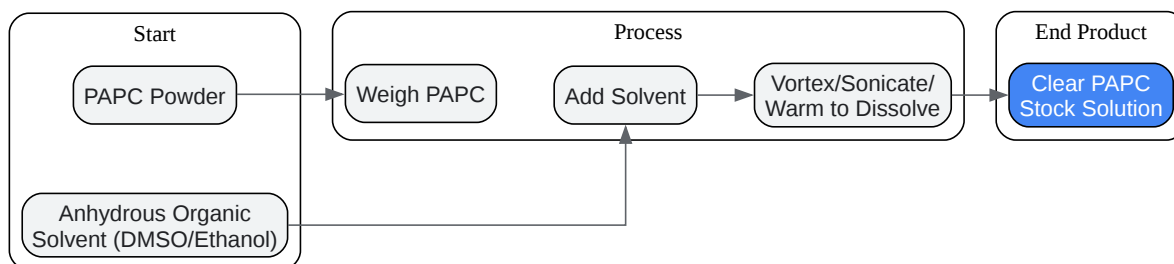 Start
Process
End Product
PAPC Powder
Weigh PAPC
Add Solvent
Vortex/Sonicate/
Warm to Dissolve
Clear PAPC
Stock Solution
Anhydrous Organic
Solvent (DMSO/Ethanol)